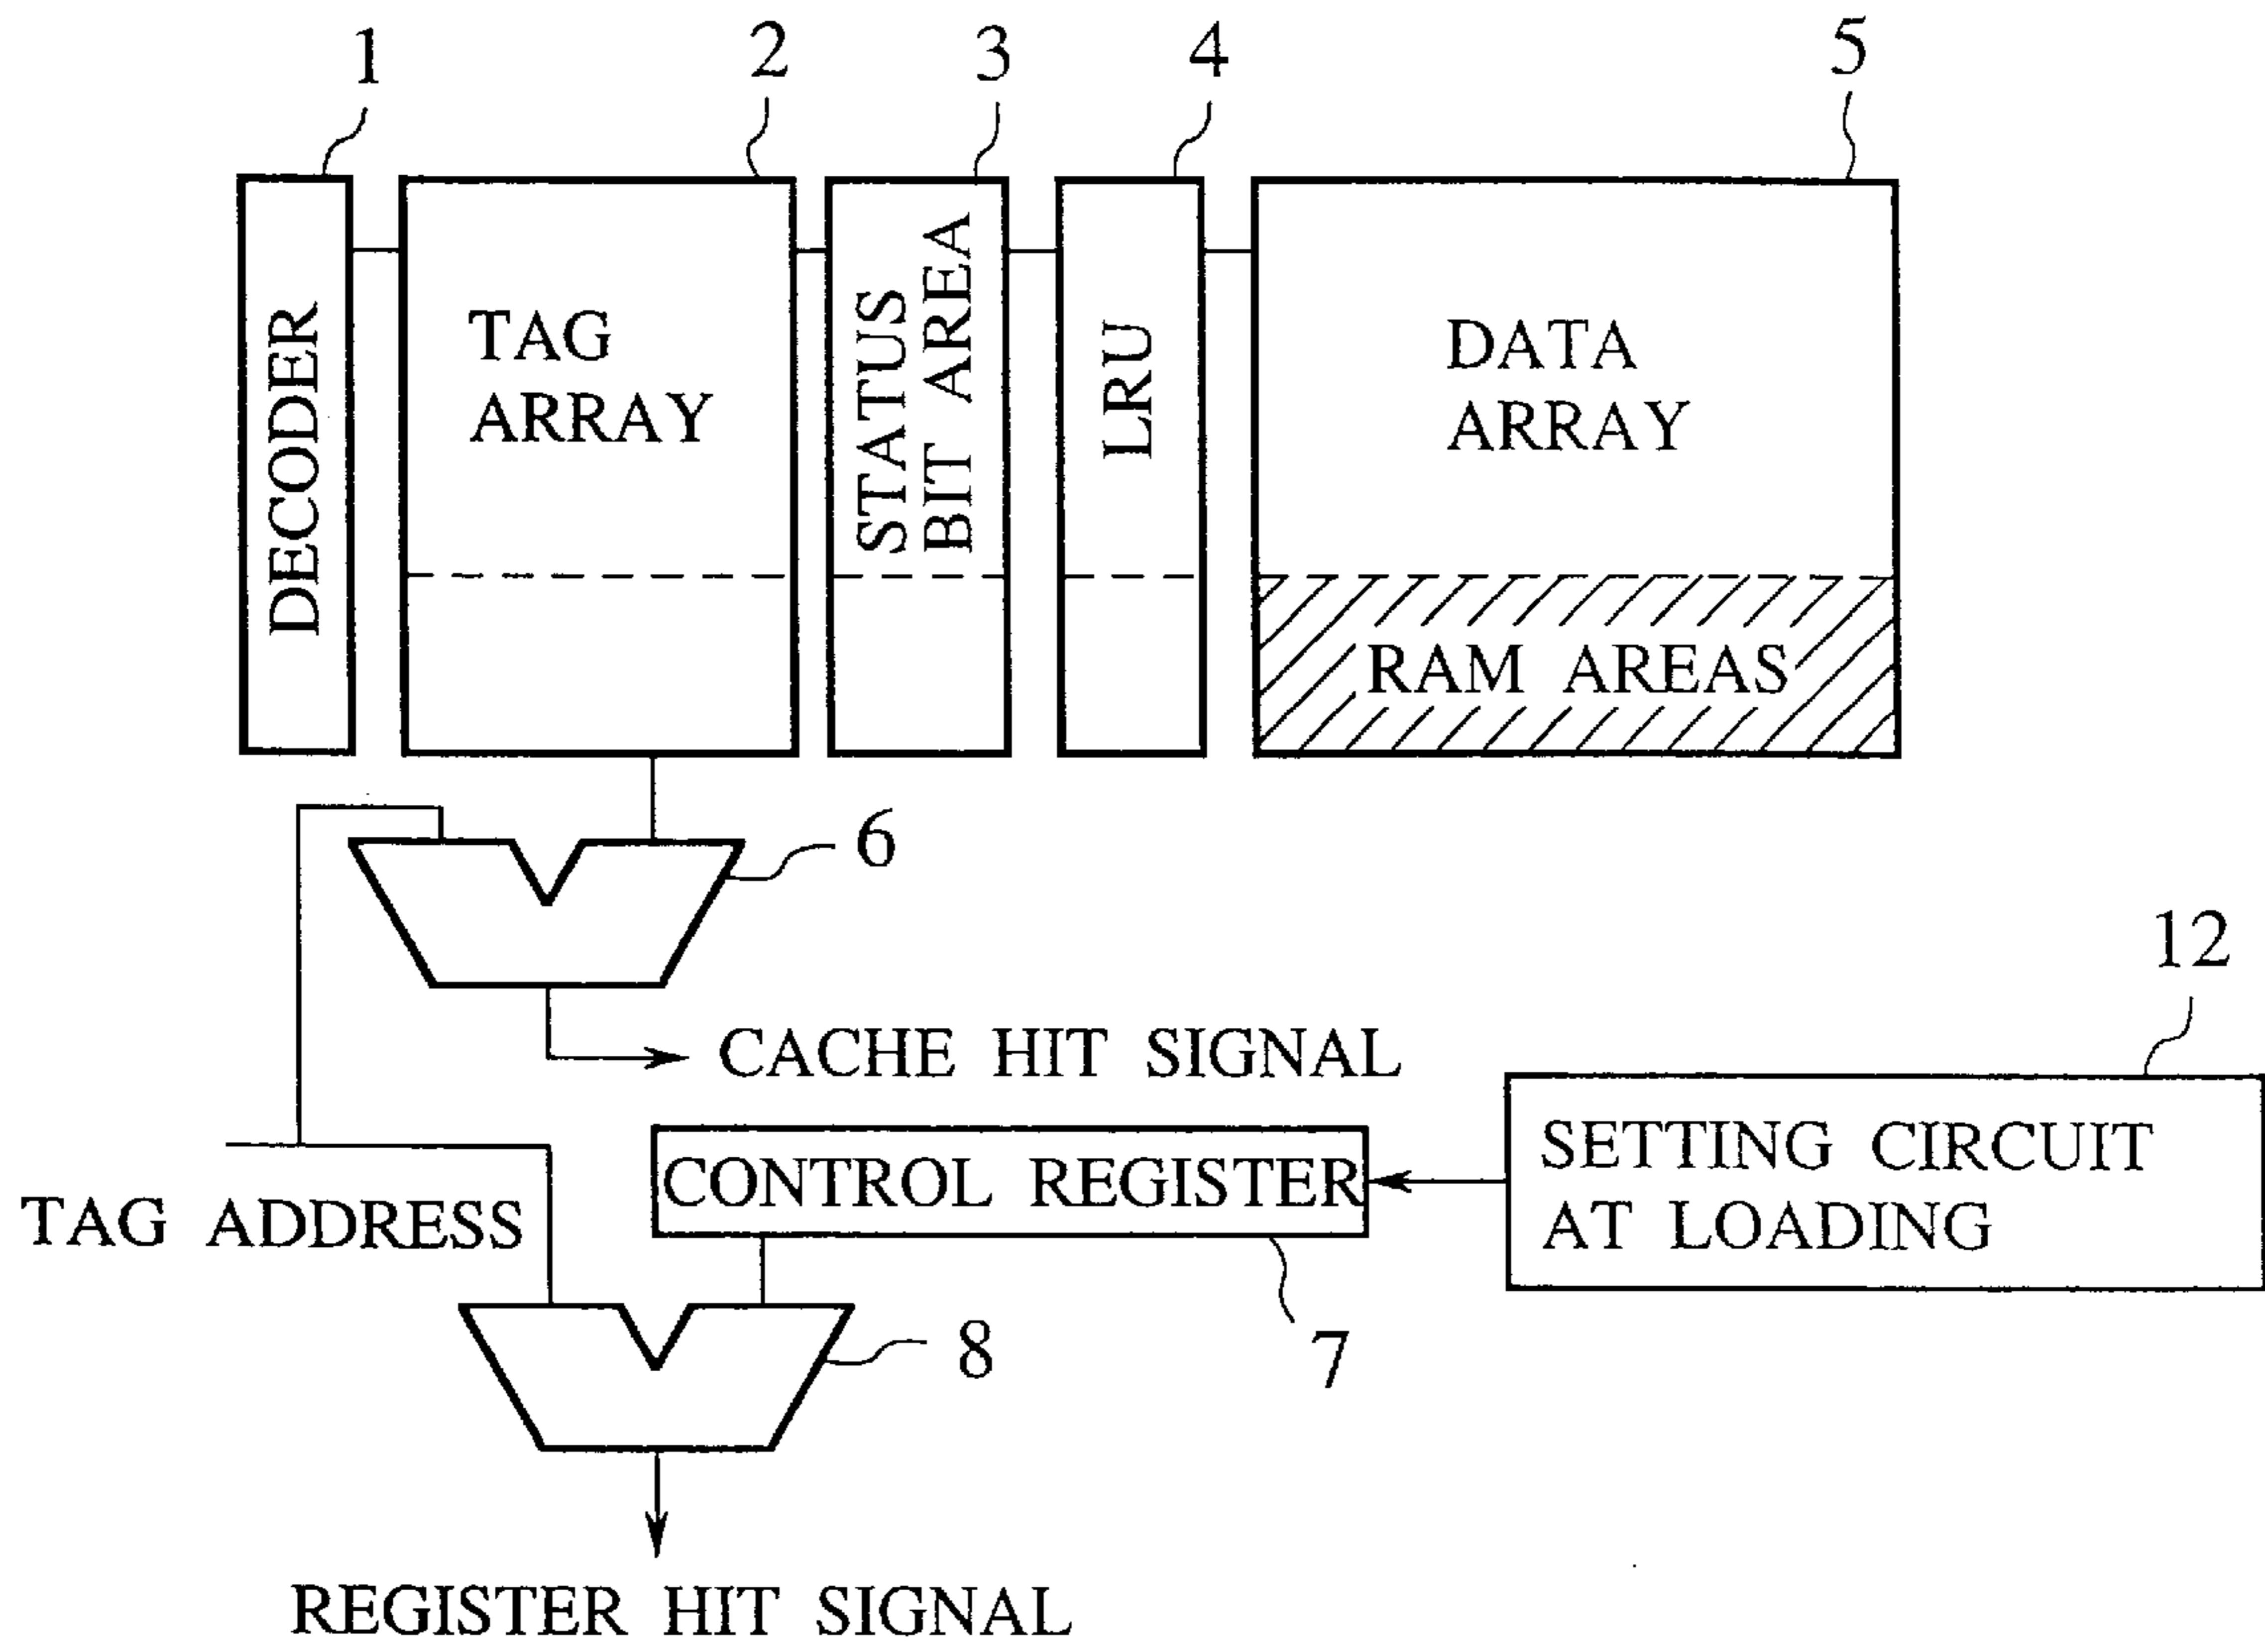 1
2
3
4
5
DECODER
TAG
ARRAY
STATUS
BIT AREA
LRU
DATA
ARRAY
RAM AREAS
6
12
CACHE HIT SIGNAL
SETTING CIRCUIT
AT LOADING
CONTROL REGISTER
TAG ADDRESS
7
8
REGISTER HIT SIGNAL